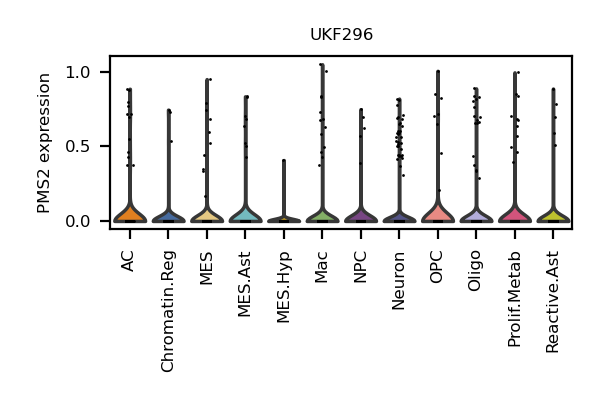 UKF296
PMS2 expression
1.0
0.5
0.0
AC
Chromatin.Reg
MES
MES.Ast
MES.Hyp
Mac
NPC
Neuron
OPC
Oligo
Prolif.Metab
Reactive.Ast